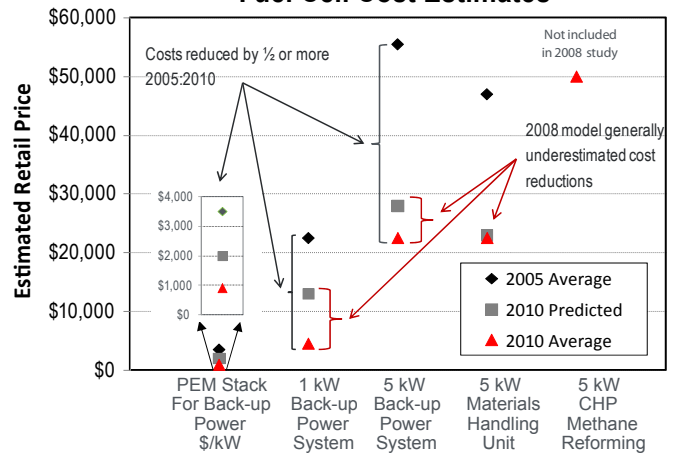 Fuel Cell Cost Estimates
$60,000
$50,000
$40,000
$30,000
$20,000
$10,000
$0
Estimated Retail Price
Costs reduced by ½ or more
2005:2010
Not included
in 2008 study
2008 model generally
underestimated cost
reductions
$4,000
$3,000
$2,000
$1,000
$0
2005 Average
2010 Predicted
2010 Average
PEM Stack
For Back-up
Power
$/kW
1 kW
Back-up
Power
System
5 kW
Back-up
Power
System
5 kW
Materials
Handling
Unit
5 kW
CHP
Methane
Reforming